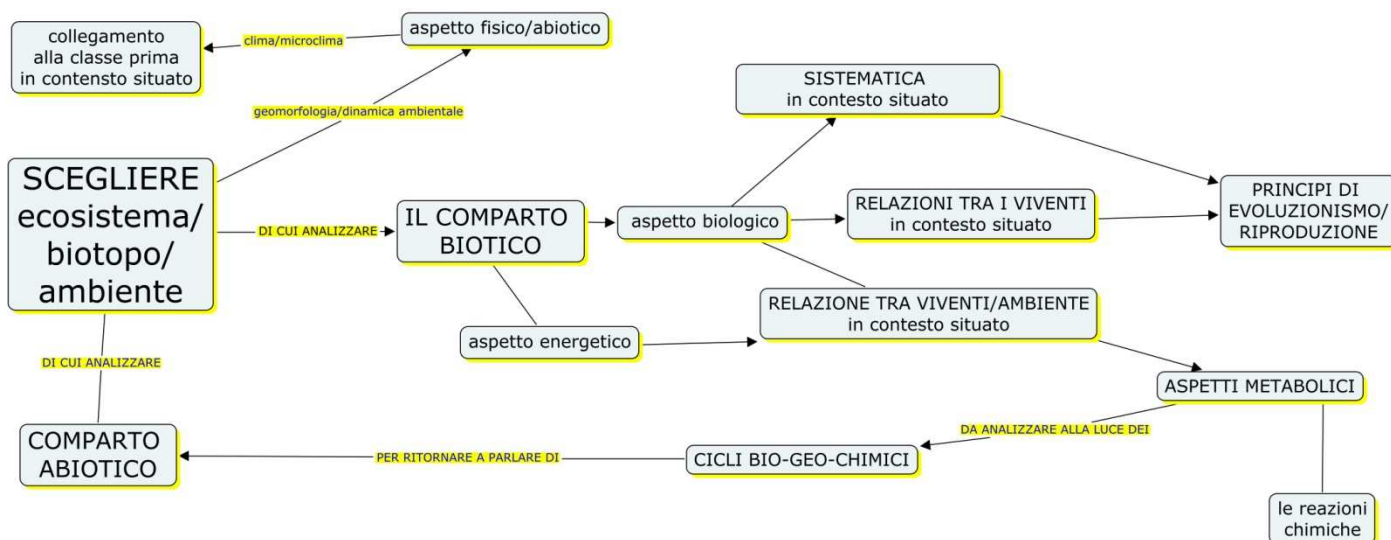 collegamento
alla classe prima
in contensto situato
clima/microclima
aspetto fisico/abiotico
geomorfologia/dinamica ambientale
SISTEMATICA
in contesto situato
SCEGLIERE
ecosistema/
biotopo/
ambiente
DI CUI ANALIZZARE
IL COMPARTO
BIOTICO
aspetto biologico
RELAZIONI TRA I VIVENTI
in contesto situato
PRINCIPI DI
EVOLUZIONISMO/
RIPRODUZIONE
aspetto energetico
RELAZIONE TRA VIVENTI/AMBIENTE
in contesto situato
DI CUI ANALIZZARE
ASPETTI METABOLICI
COMPARTO
ABIOTICO
PER RITORNARE A PARLARE DI
CICLI BIO-GEO-CHIMICI
DA ANALIZZARE ALLA LUCE DEI
le reazioni
chimiche